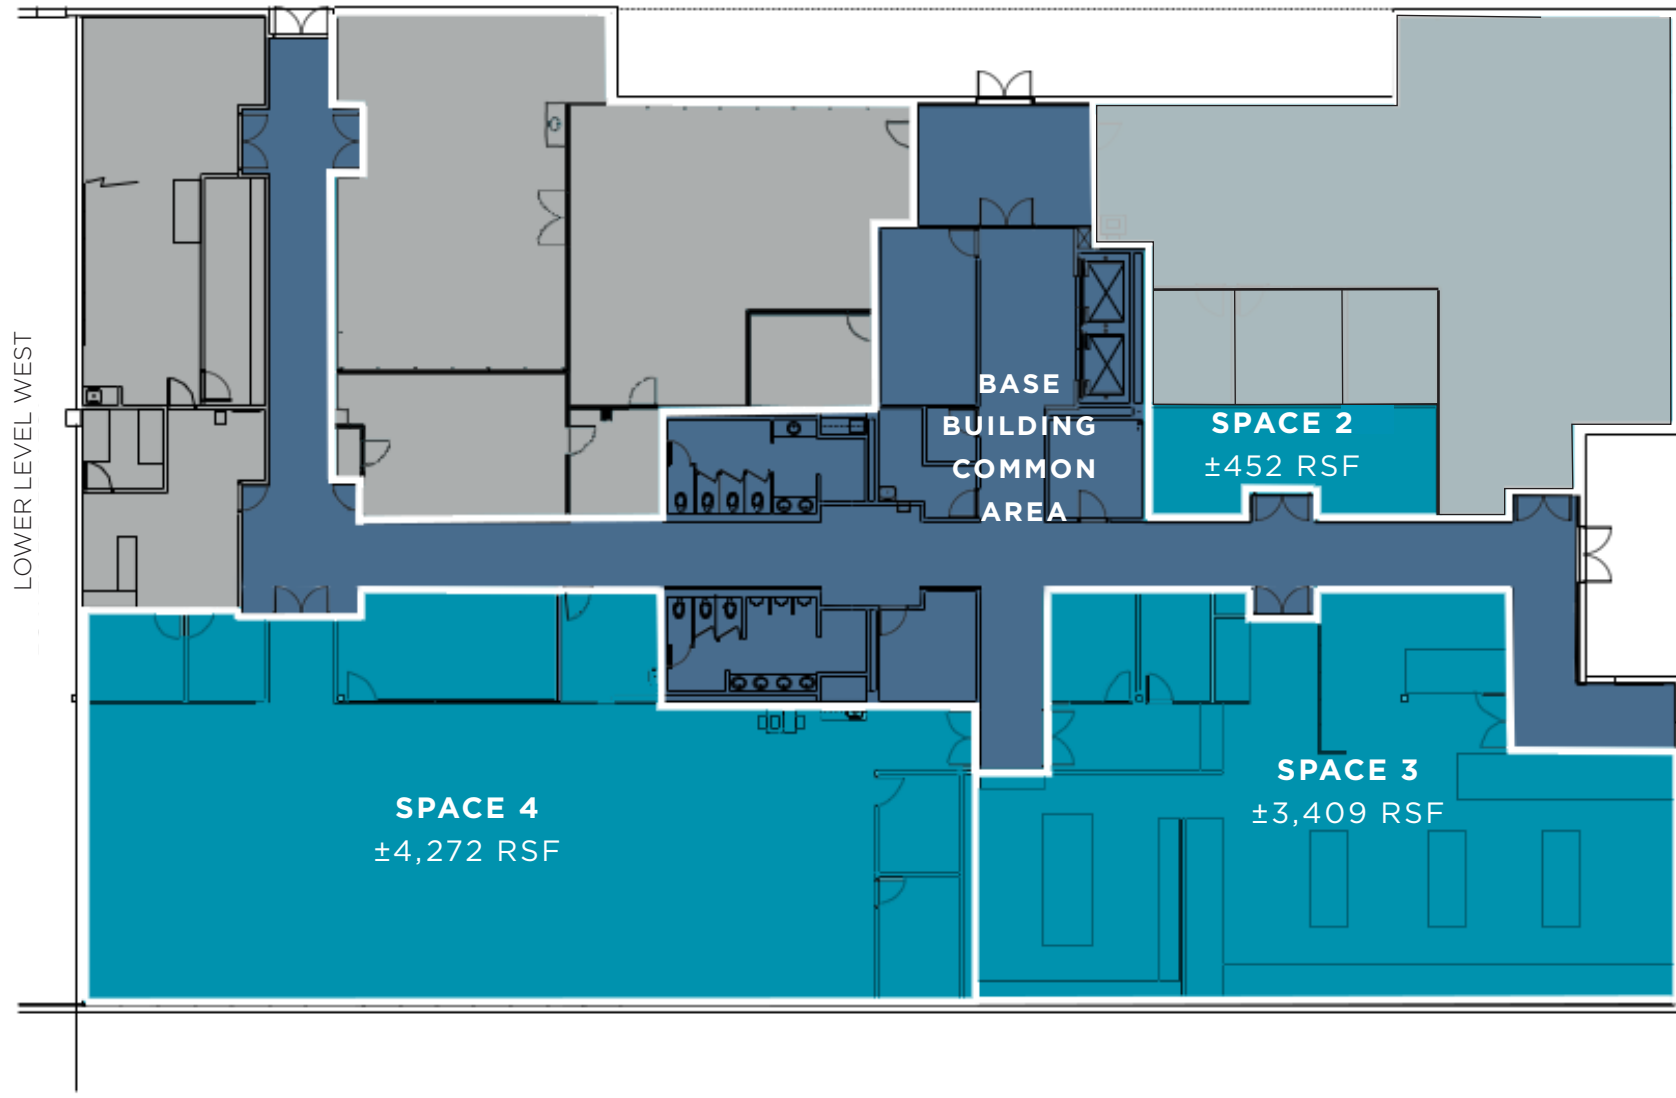 LOWER LEVEL WEST
BASE
BUILDING
COMMON
AREA
SPACE 2
±452 RSF
SPACE 3
±3,409 RSF
SPACE 4
±4,272 RSF